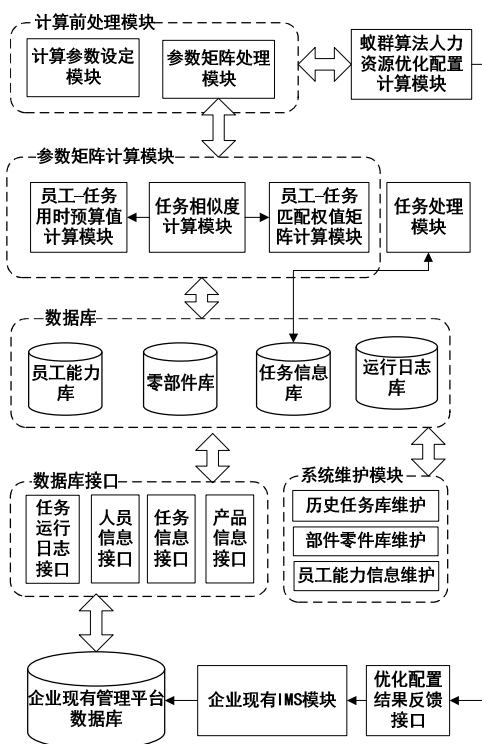 计算前处理模块
计算参数设定
模块
参数矩阵处理
模块
蚁群算法人力
资源优化配置
计算模块
参数矩阵计算模块
员工-任务
用时预算值
计算模块
任务相似度
计算模块
员工-任务
匹配权值矩
阵计算模块
任务处理
模块
数据库
员工能力
库
零部件库
任务信息
库
运行日志
库
数据库接口
任务
运行
日志
接口
人员
信息
接口
任务
信息
接口
产品
信息
接口
系统维护模块
历史任务库维护
部件零件库维护
员工能力信息维护
企业现有管理平台
数据库
企业现有IMS模块
优化配置
结果反馈
接口